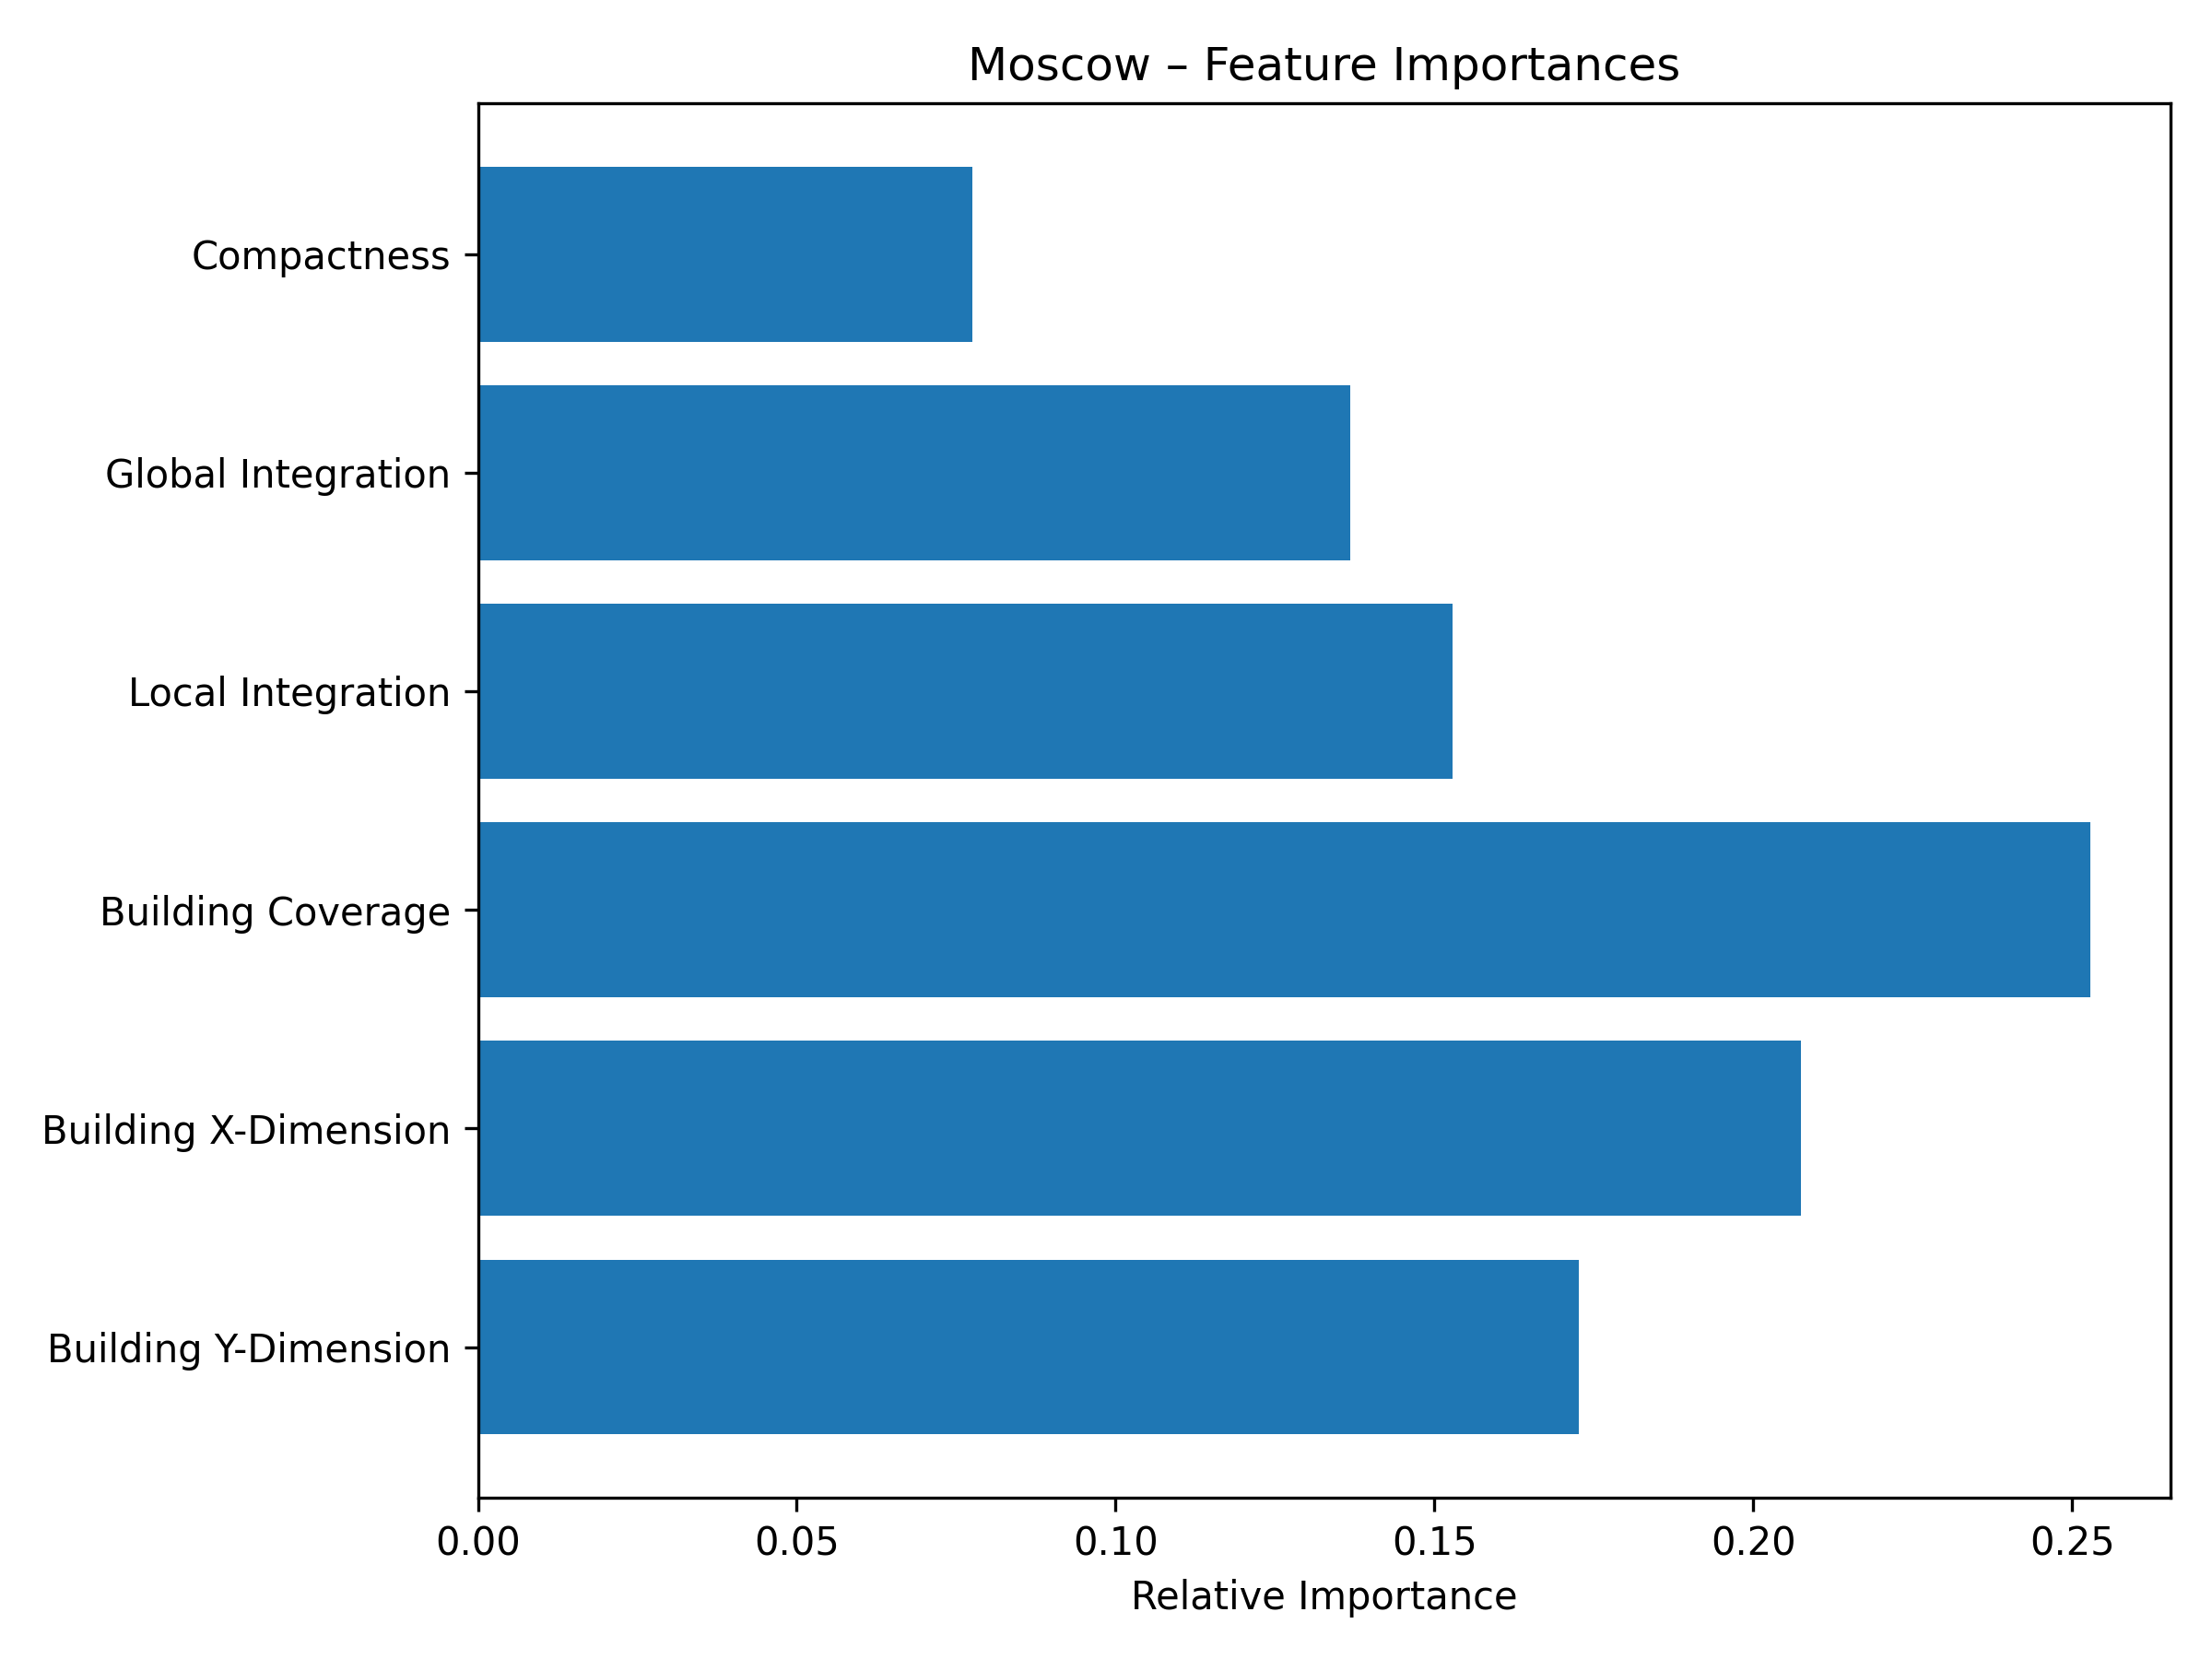 Moscow – Feature Importances
Compactness
Global Integration
Local Integration
Building Coverage
Building X-Dimension
Building Y-Dimension
0.00 0.05 0.10 0.15 0.20 0.25
Relative Importance